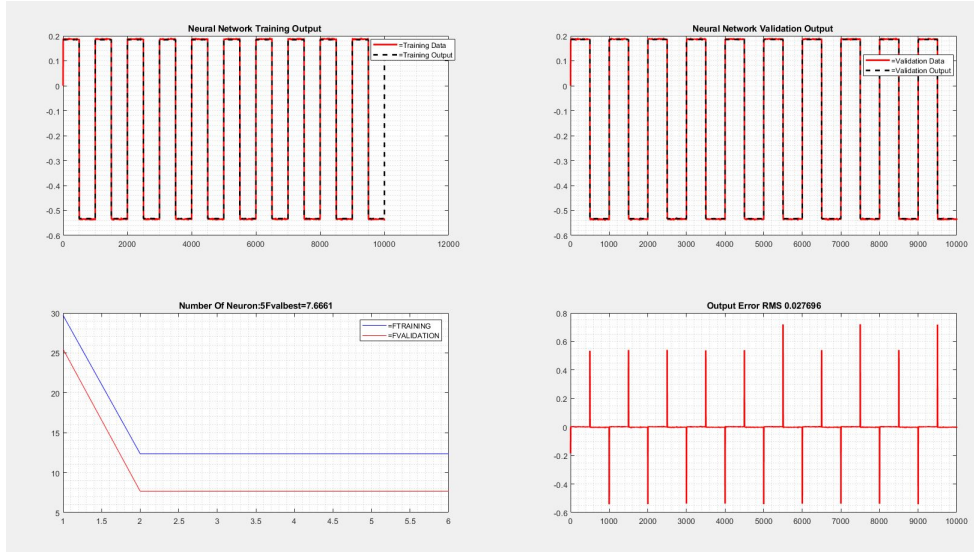 Neural Network Training Output
=Training Data
=Training Output
0.2
0.1
0
-0.2
-0.3
-0.4
-0.5
-0.6
0 2000 4000 6000 8000 10000 12000
Neural Network Validation Output
=Validation Data
=Validation Output
0.2
0.1
0
-0.2
-0.3
-0.4
-0.5
-0.6
0 1000 2000 3000 4000 5000 6000 7000 8000 9000 10000
Number Of Neuron:5Fvalbest=7.6661
=FTRAINING
=FVALIDATION
30
25
20
15
10
5
1 1.5 2 2.5 3 3.5 4 4.5 5 5.5 6
Output Error RMS 0.027696
0.8
0.6
0.4
0.2
0
-0.2
-0.4
-0.6
0 1000 2000 3000 4000 5000 6000 7000 8000 9000 10000